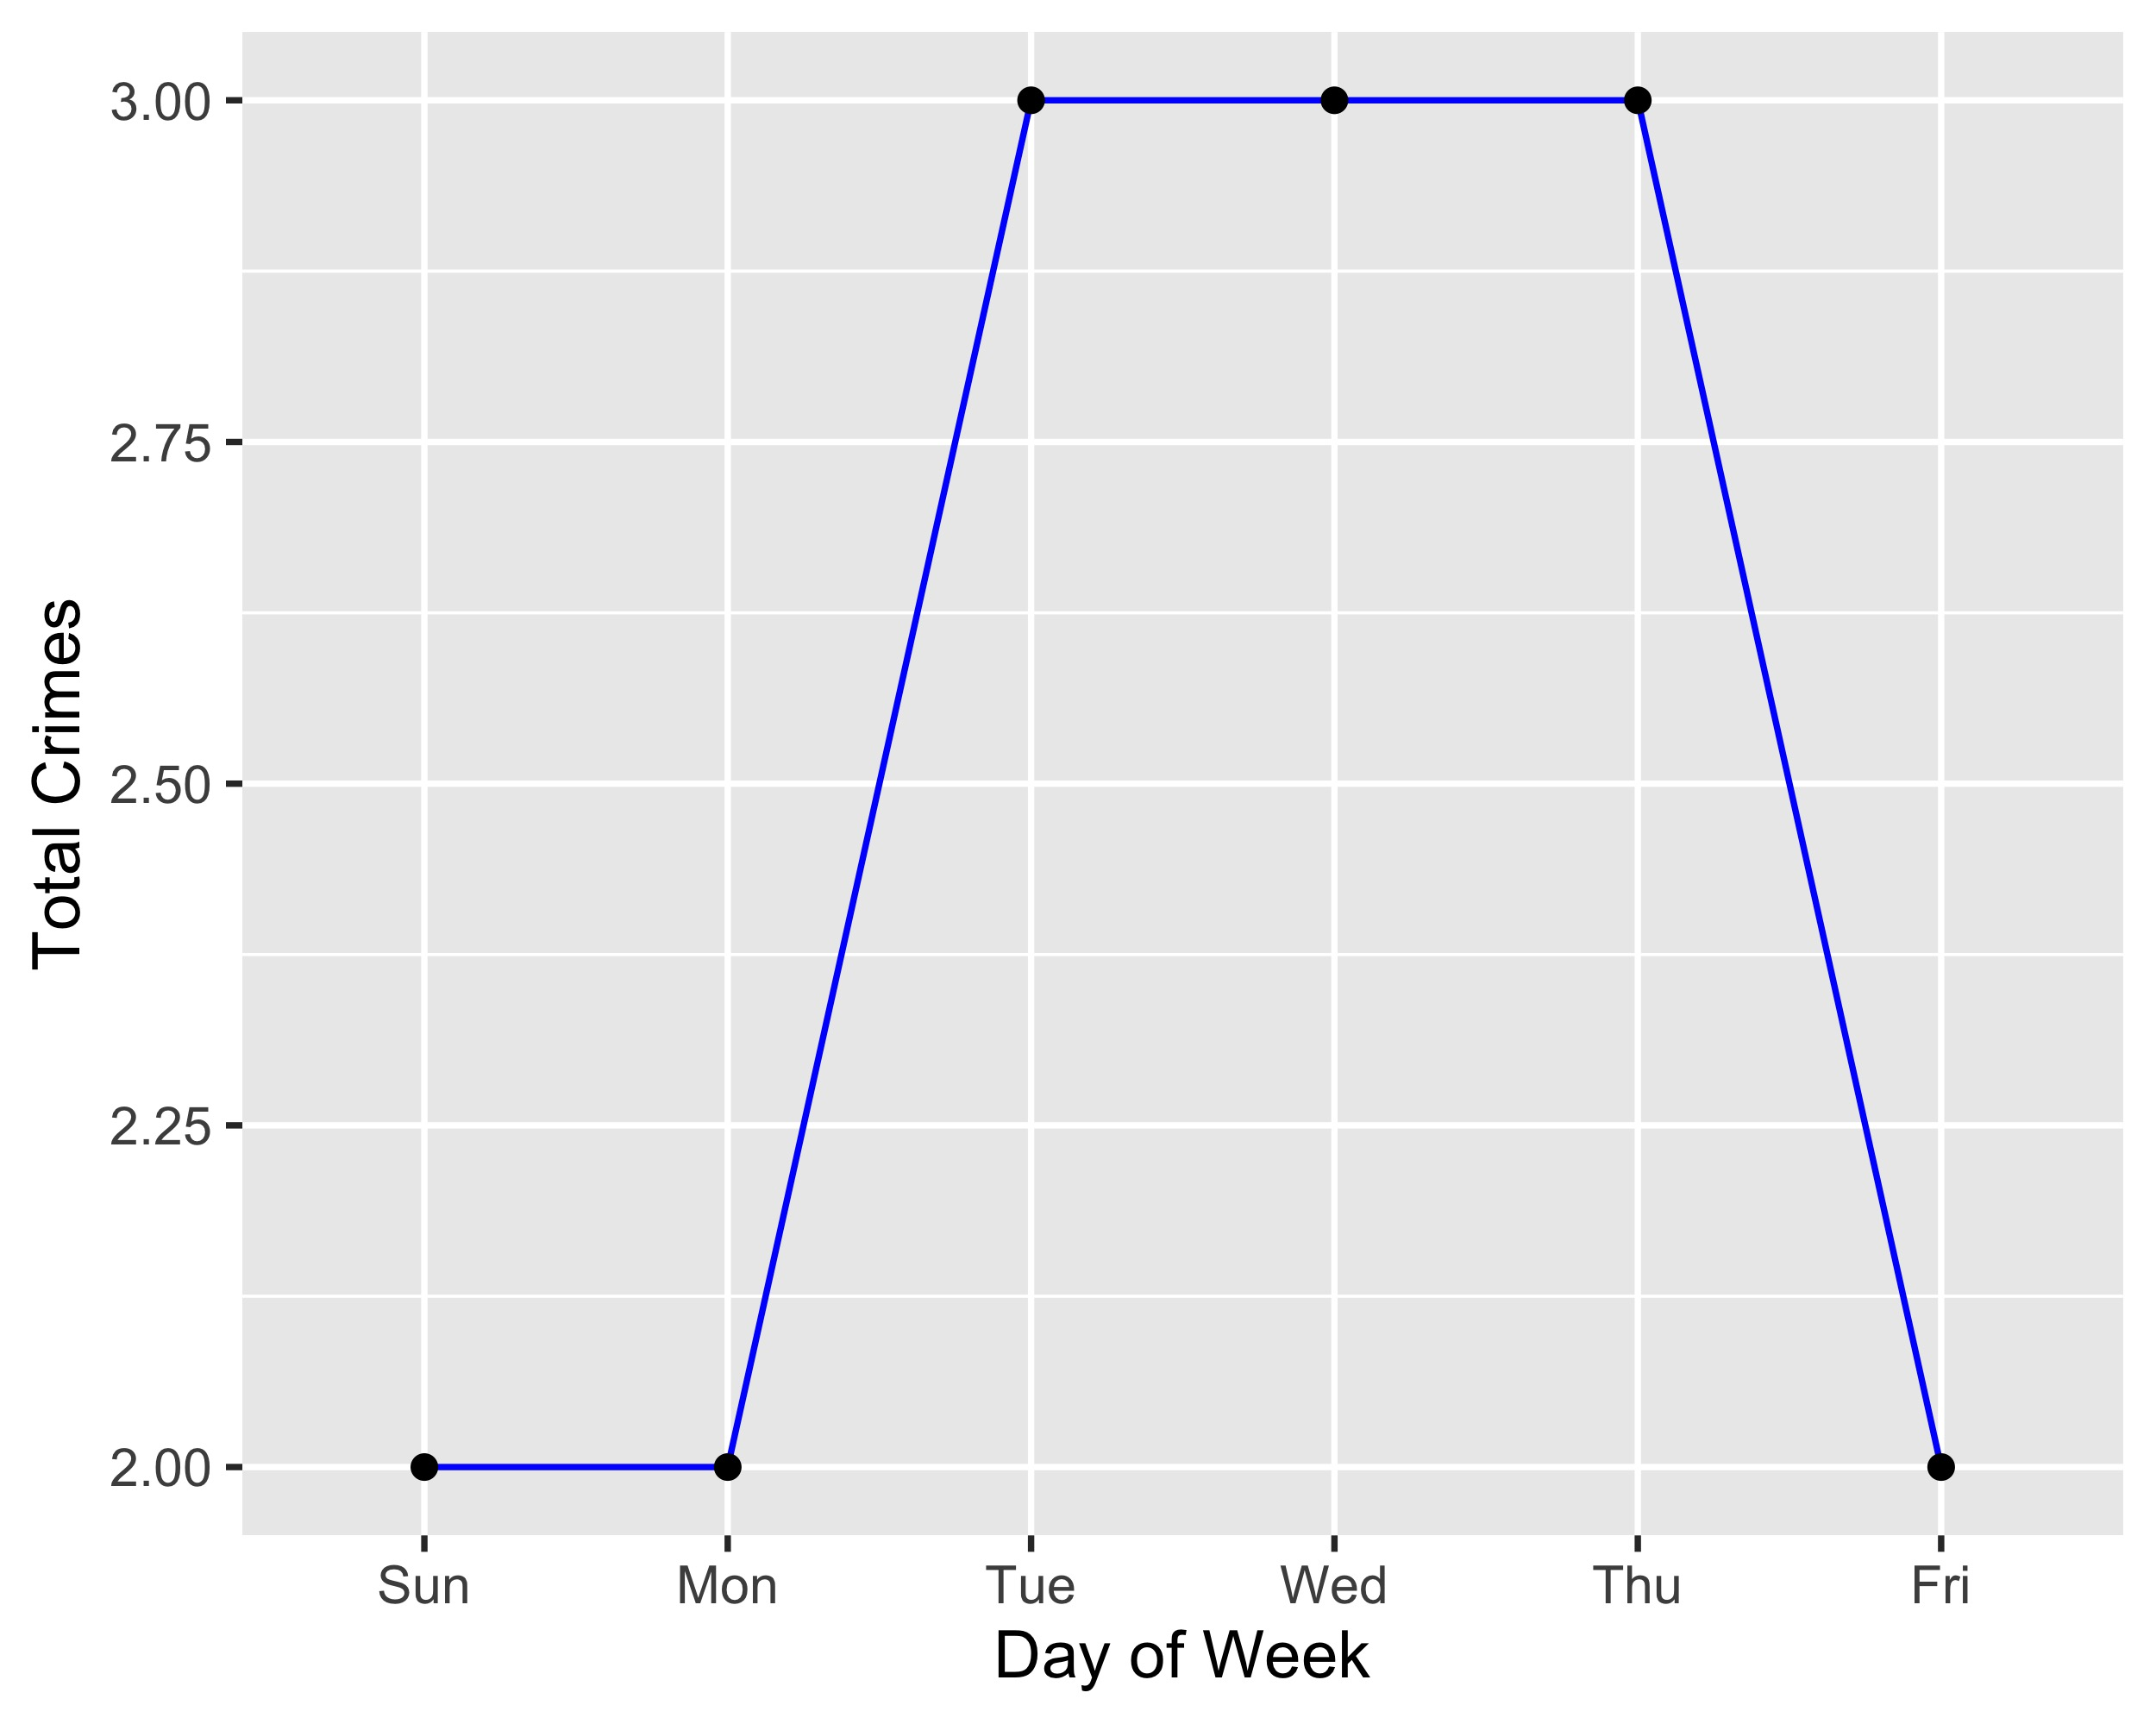 Total Crimes
3.00
2.75
2.50
2.25
2.00
Sun Mon Tue Wed Thu Fri
Day of Week